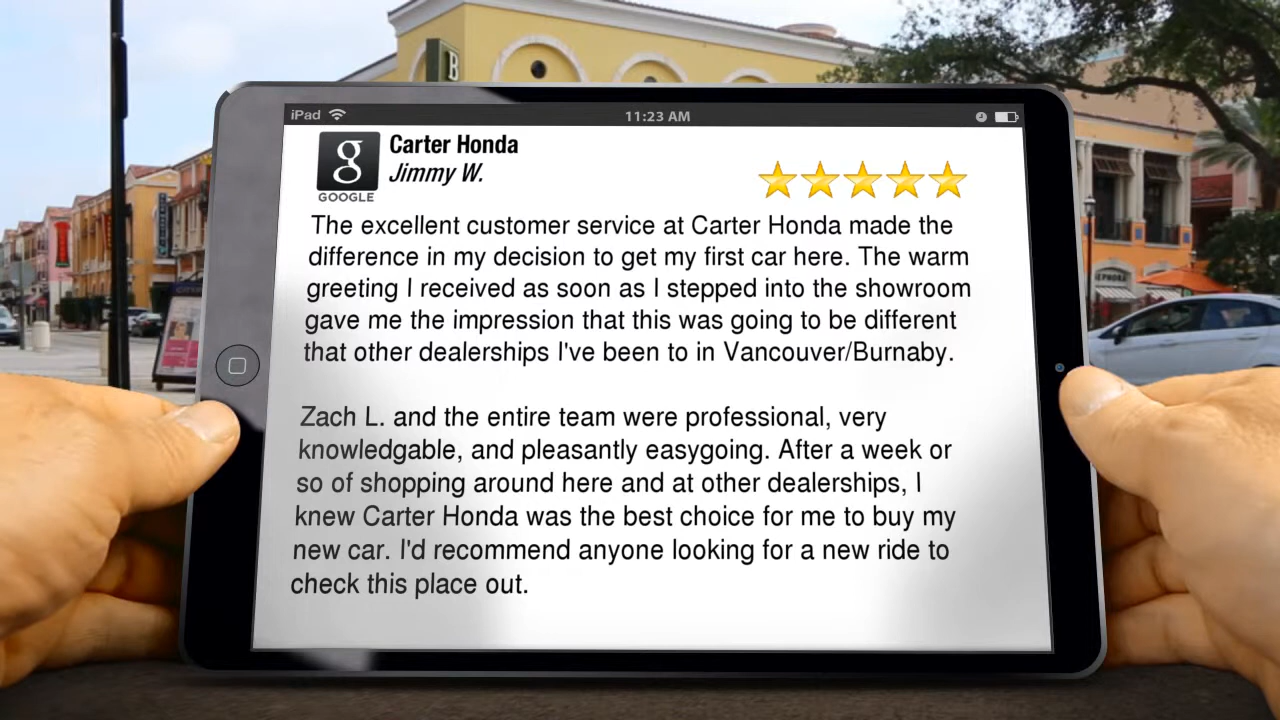 B
iPad
11:23 AM
g
GOOGLE
Carter Honda
Jimmy W.
The excellent customer service at Carter Honda made the
difference in my decision to get my first car here. The warm
greeting I received as soon as I stepped into the showroom
gave me the impression that this was going to be different
that other dealerships I've been to in Vancouver/Burnaby.
Zach L. and the entire team were professional, very
knowledgable, and pleasantly easygoing. After a week or
so of shopping around here and at other dealerships, I
knew Carter Honda was the best choice for me to buy my
new car. I'd recommend anyone looking for a new ride to
check this place out.